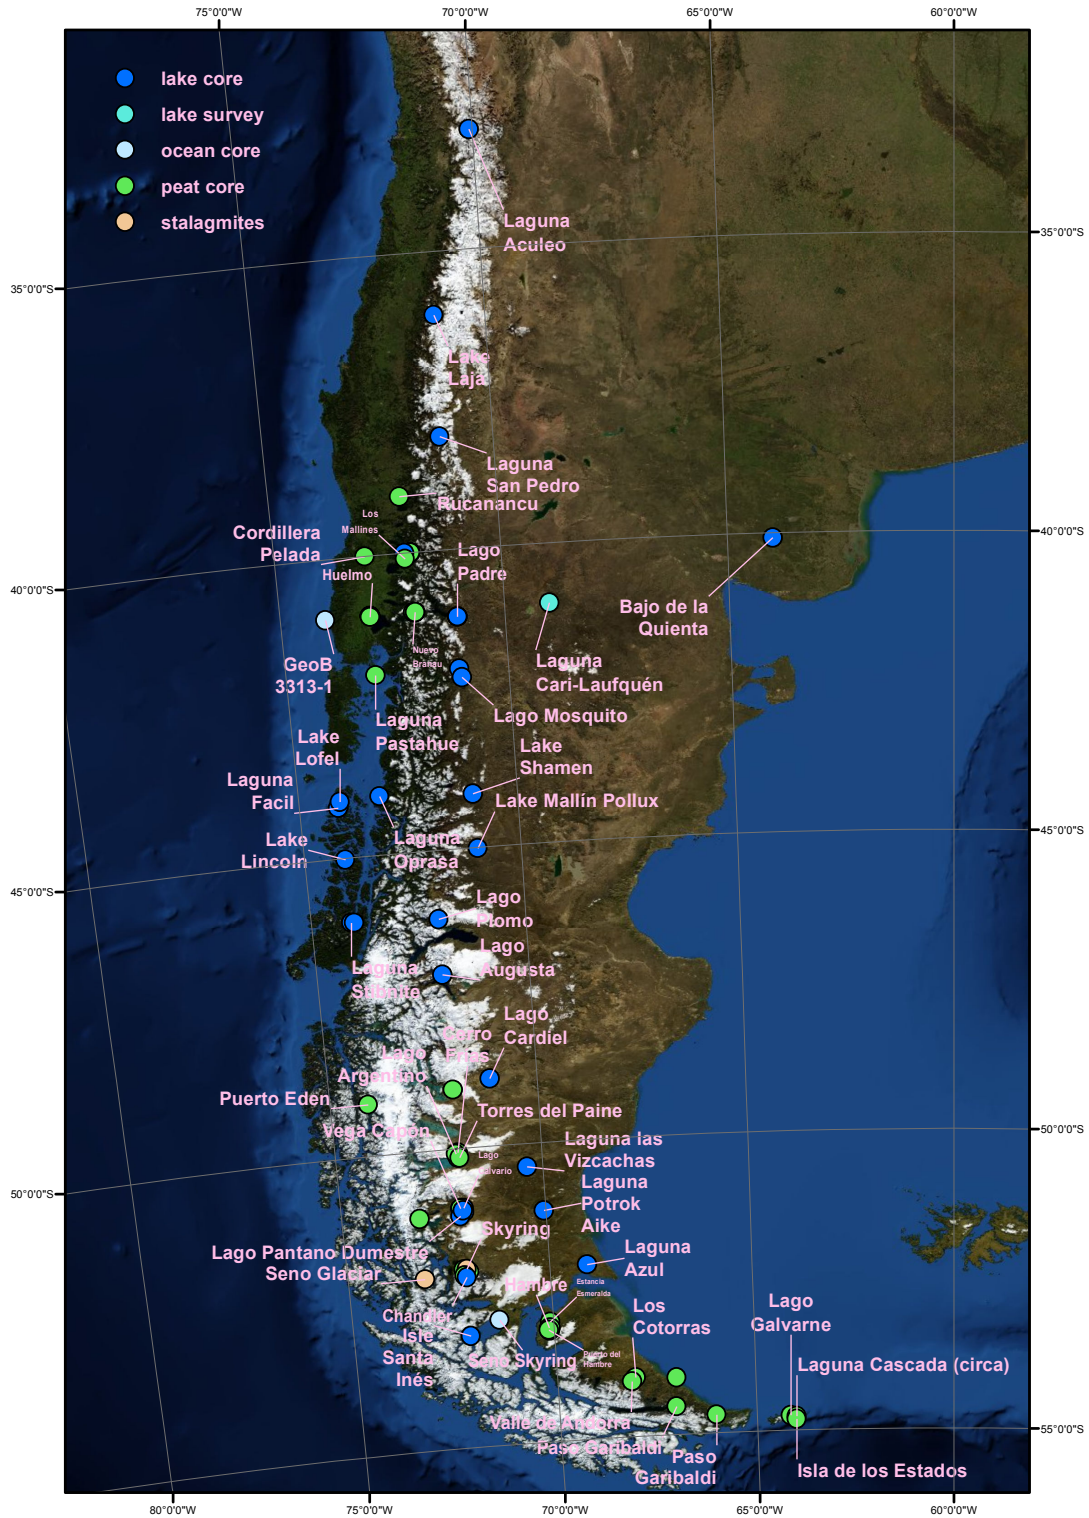 75°0'0"W
70°0'0"W
65°0'0"W
60°0'0"W
lake core
lake survey
ocean core
peat core
stalagmites
Laguna
Aculeo
35°0'0"S
35°0'0"S
Lake
Laja
Laguna
San Pedro
Rucanancu
Los
Mallines
Cordillera
Pelada
Huelmo
Lago
Padre
40°0'0"S
40°0'0"S
Bajo de la
Quienta
GeoB
3313-1
Nuevo
Braunau
Laguna
Cari-Laufquén
Laguna
Pastahue
Lago Mosquito
Lake
Lofel
Lake
Shamen
Laguna
Facil
Lake Mallín Pollux
Lake
Lincoln
Laguna
Oprasa
45°0'0"S
45°0'0"S
Lago
Plomo
Lago
Augusta
Laguna
Stibnite
Lago
Cardiel
Cerro
Frías
Lago
Argentino
Puerto Eden
Torres del Paine
Vega Capon
Laguna las
Vizcachas
Lago
Calvario
50°0'0"S
50°0'0"S
Laguna
Potrok
Aike
Skyring
Lago Pantano Dumestre
Seno Glaciar
Laguna
Azul
Hambre
Estancia
Esmeralda
Los
Cotorras
Lago
Galvarne
Chandler
Isle
Santa
Inés
Seno Skyring
Puerto del
Hambre
Laguna Cascada (circa)
Valle de Andorra
Paso Garibaldi
Paso
Garibaldi
Isla de los Estados
55°0'0"S
80°0'0"W
75°0'0"W
70°0'0"W
65°0'0"W
60°0'0"W